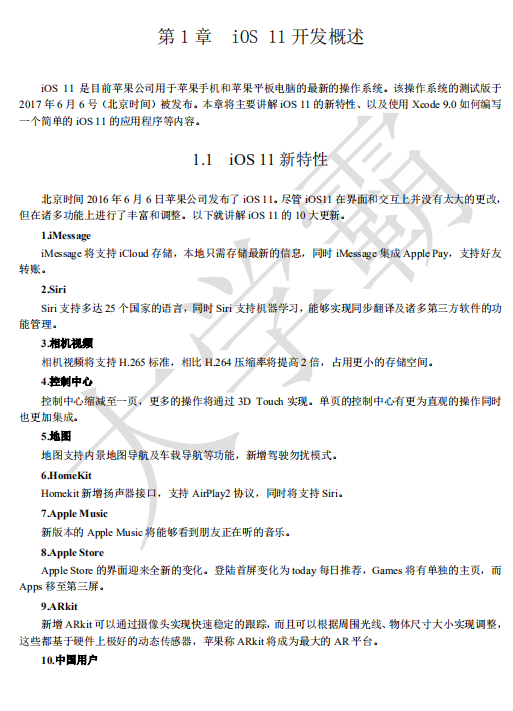 第 1 章 iOS 11 开发概述
iOS 11 是目前苹果公司用于苹果手机和苹果平板电脑的最新的操作系统。该操作系统的测试版于
2017 年 6 月 6 号（北京时间）被发布。本章将主要讲解 iOS 11 的新特性、以及使用 Xcode 9.0 如何编写
一个简单的 iOS 11 的应用程序等内容。
1.1 iOS 11 新特性
北京时间 2016 年 6 月 6 日苹果公司发布了 iOS 11。尽管 iOS11 在界面和交互上并没有太大的更改，
但在诸多功能上进行了丰富和调整。以下就讲解 iOS 11 的 10 大更新。
1.iMessage
iMessage 将支持 iCloud 存储，本地只需存储最新的信息，同时 iMessage 集成 Apple Pay，支持好友
转账。
2.Siri
Siri 支持多达 25 个国家的语言，同时 Siri 支持机器学习，能够实现同步翻译及诸多第三方软件的功
能管理。
3.相机视频
相机视频将支持 H.265 标准，相比 H.264 压缩率将提高 2 倍，占用更小的存储空间。
4.控制中心
控制中心缩减至一页，更多的操作将通过 3D Touch 实现。单页的控制中心有更为直观的操作同时
也更加集成。
5.地图
地图支持内景地图导航及车载导航等功能，新增驾驶勿扰模式。
6.HomeKit
Homekit 新增扬声器接口，支持 AirPlay2 协议，同时将支持 Siri。
7.Apple Music
新版本的 Apple Music 将能够看到朋友正在听的音乐。
8.Apple Store
Apple Store 的界面迎来全新的变化。登陆首屏变化为 today 每日推荐，Games 将有单独的主页，而
Apps 移至第三屏。
9.ARkit
新增 ARkit 可以通过摄像头实现快速稳定的跟踪，而且可以根据周围光线、物体尺寸大小实现调整，
这些都基于硬件上极好的动态传感器，苹果称 ARkit 将成为最大的 AR 平台。
10.中国用户
大学霸